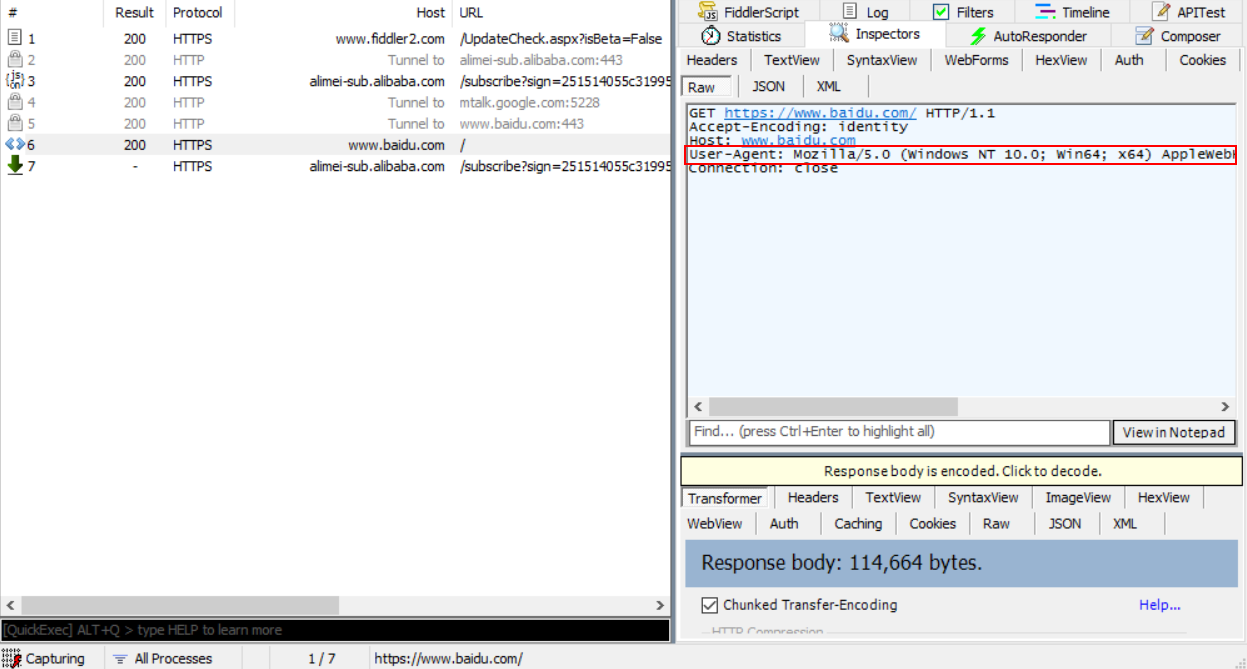 # Result Protocol Host URL
1 200 HTTPS www.fiddler2.com /UpdateCheck.aspx?isBeta=False
2 200 HTTP Tunnel to alimei-sub.alibaba.com:443
3 200 HTTPS alimei-sub.alibaba.com /subscribe?sign=251514055c31995
4 200 HTTP Tunnel to mtalk.google.com:5228
5 200 HTTP Tunnel to www.baidu.com:443
6 200 HTTPS www.baidu.com /
7 - HTTPS alimei-sub.alibaba.com /subscribe?sign=251514055c31995
[QuickExec] ALT+Q > type HELP to learn more
FiddlerScript Log Filters Timeline APITest
Statistics Inspectors AutoResponder Composer
Headers TextView SyntaxView WebForms HexView Auth Cookies
Raw JSON XML
GET https://www.baidu.com/ HTTP/1.1
Accept-Encoding: identity
Host: www.baidu.com
User-Agent: Mozilla/5.0 (Windows NT 10.0; Win64; x64) AppleWebK
Connection: close
Find... (press Ctrl+Enter to highlight all) View in Notepad
Response body is encoded. Click to decode.
Transformer Headers TextView SyntaxView ImageView HexView
WebView Auth Caching Cookies Raw JSON XML
Response body: 114,664 bytes.
Chunked Transfer-Encoding Help...
HTTP Compression
Capturing All Processes 1 / 7 https://www.baidu.com/